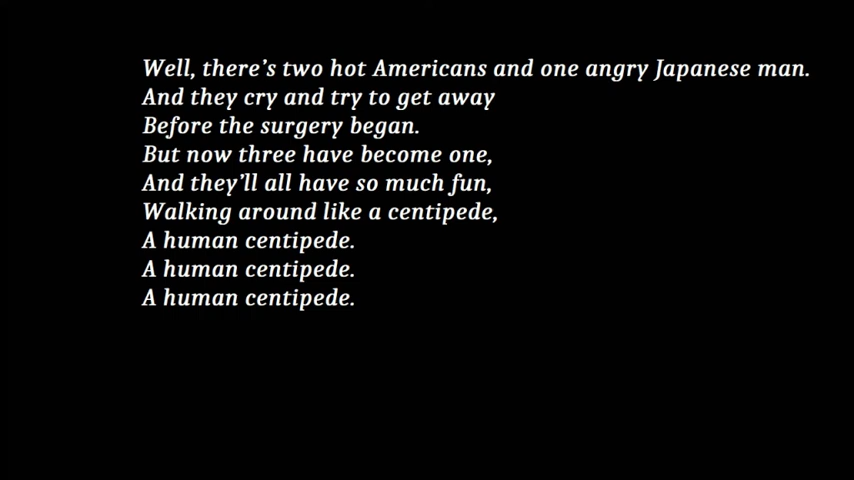 Well, there’s two hot Americans and one angry Japanese man.
And they cry and try to get away
Before the surgery began.
But now three have become one,
And they’ll all have so much fun,
Walking around like a centipede,
A human centipede.
A human centipede.
A human centipede.